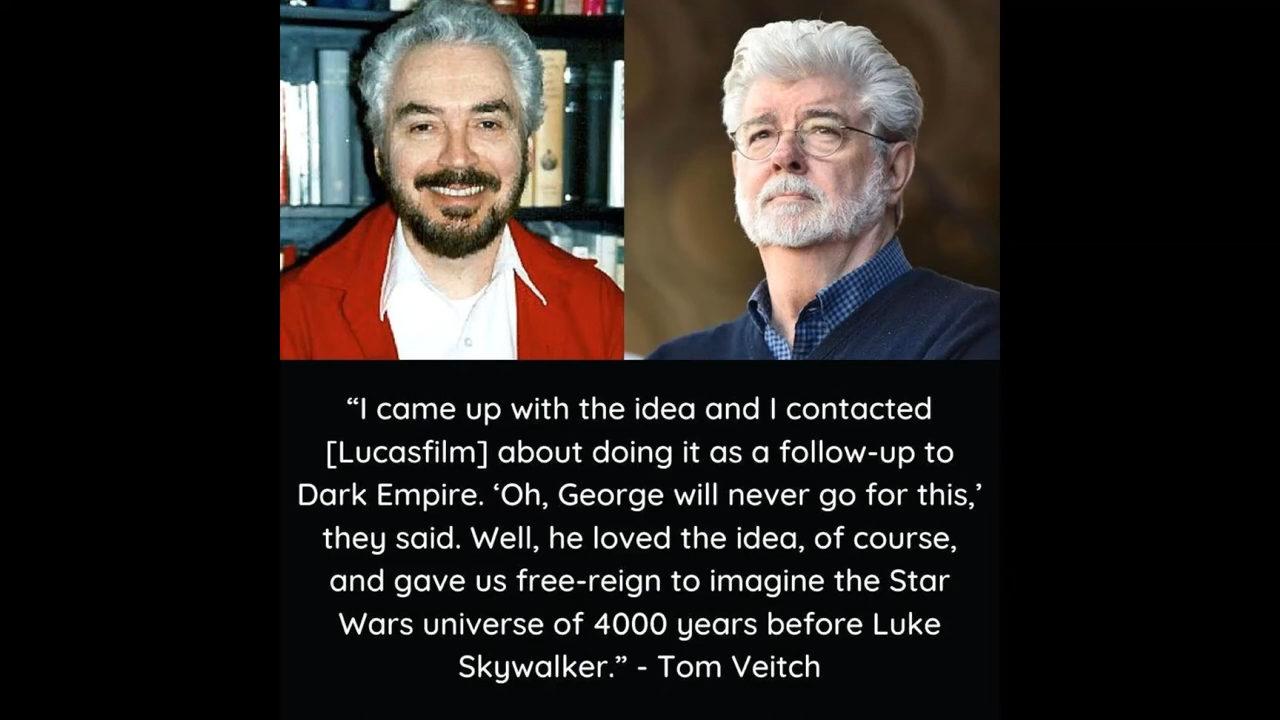 “I came up with the idea and I contacted
[Lucasfilm] about doing it as a follow-up to
Dark Empire. ‘Oh, George will never go for this,’
they said. Well, he loved the idea, of course,
and gave us free-reign to imagine the Star
Wars universe of 4000 years before Luke
Skywalker.” - Tom Veitch